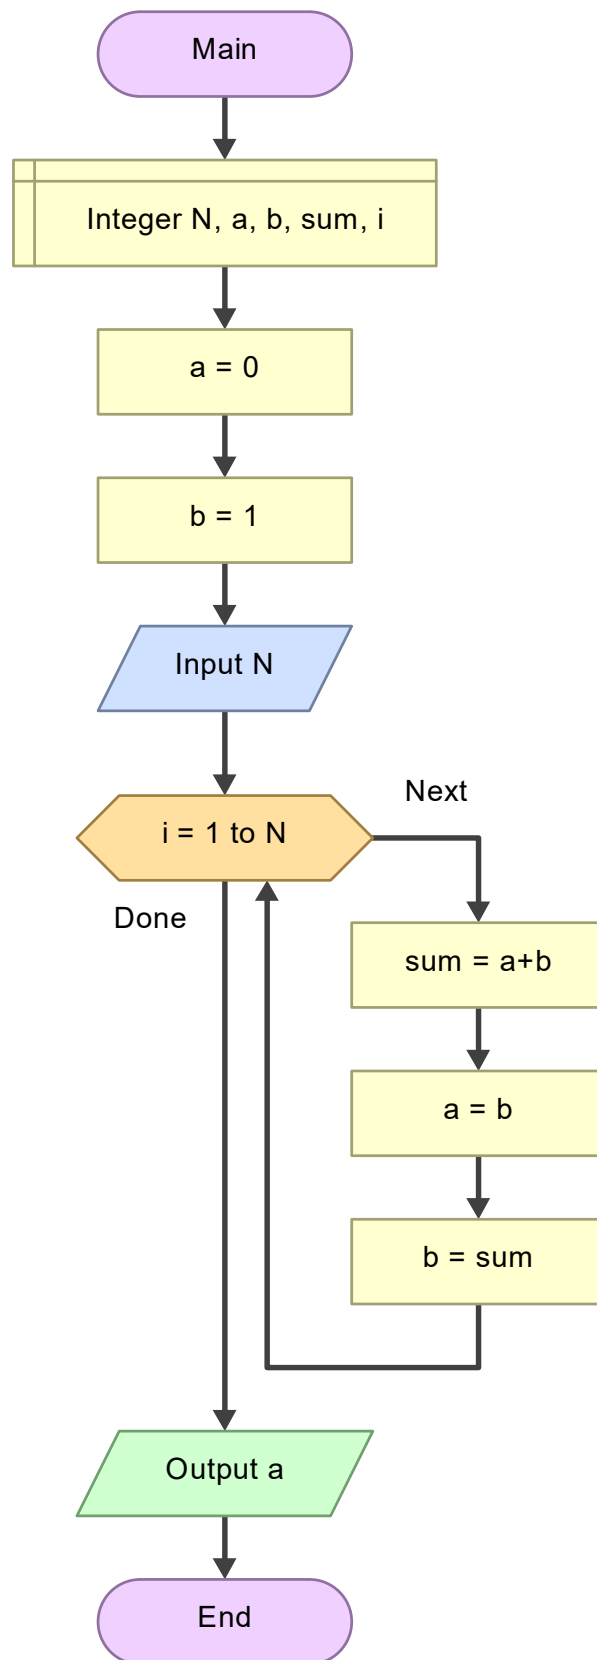 Main
Integer N, a, b, sum, i
a = 0
b = 1
Input N
i = 1 to N
Next
Done
sum = a+b
a = b
b = sum
Output a
End